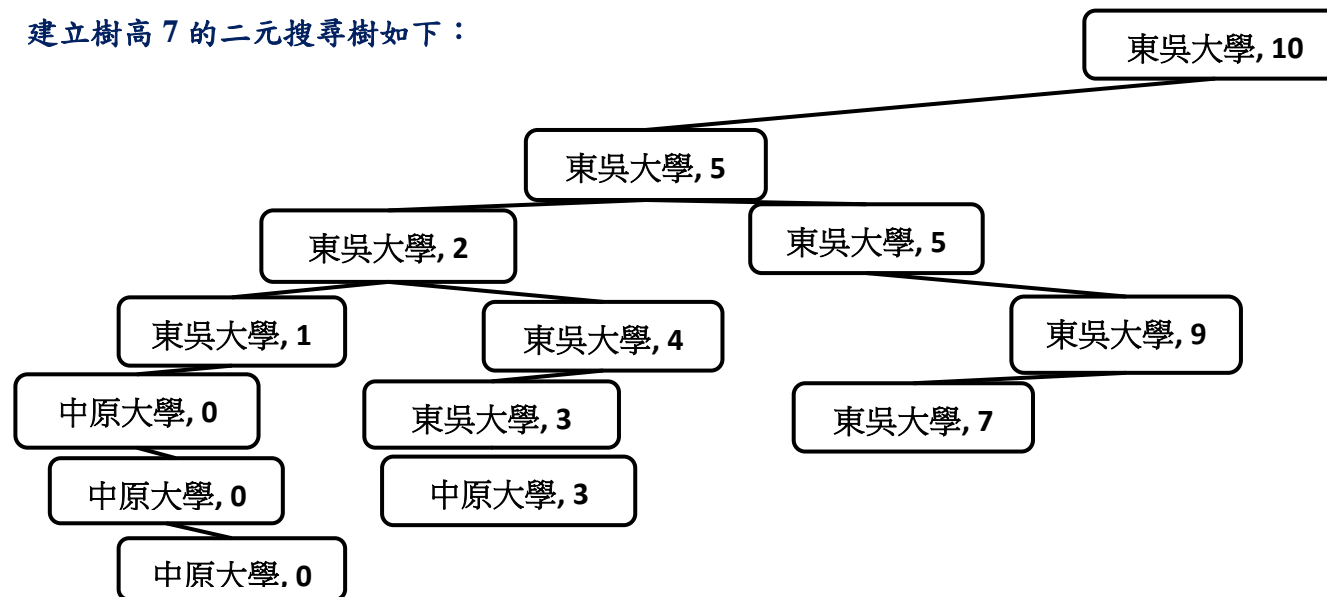 建立樹高 7 的二元搜尋樹如下：
東吳大學, 10
東吳大學, 5
東吳大學, 2
東吳大學, 5
東吳大學, 1
東吳大學, 4
東吳大學, 9
中原大學, 0
東吳大學, 3
東吳大學, 7
中原大學, 0
中原大學, 3
中原大學, 0